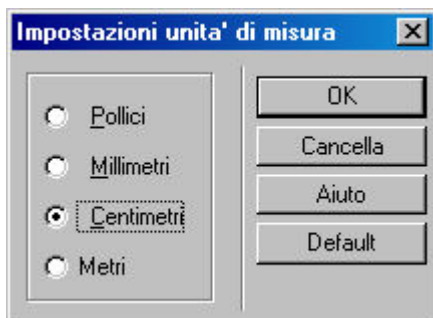 Impostazioni unita' di misura
Pollici
Millimetri
Centimetri
Metri
OK
Cancella
Aiuto
Default